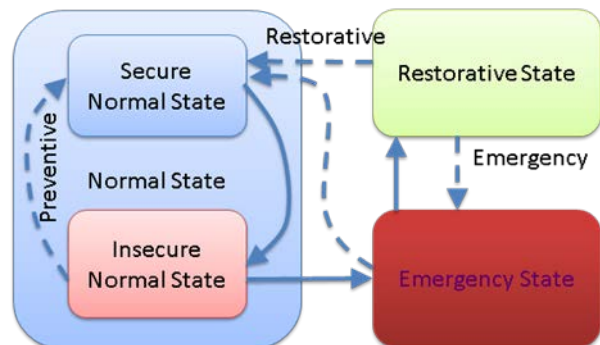 Restorative
Secure
Normal State
Restorative State
Preventive
Normal State
Emergency
Insecure
Normal State
Emergency State